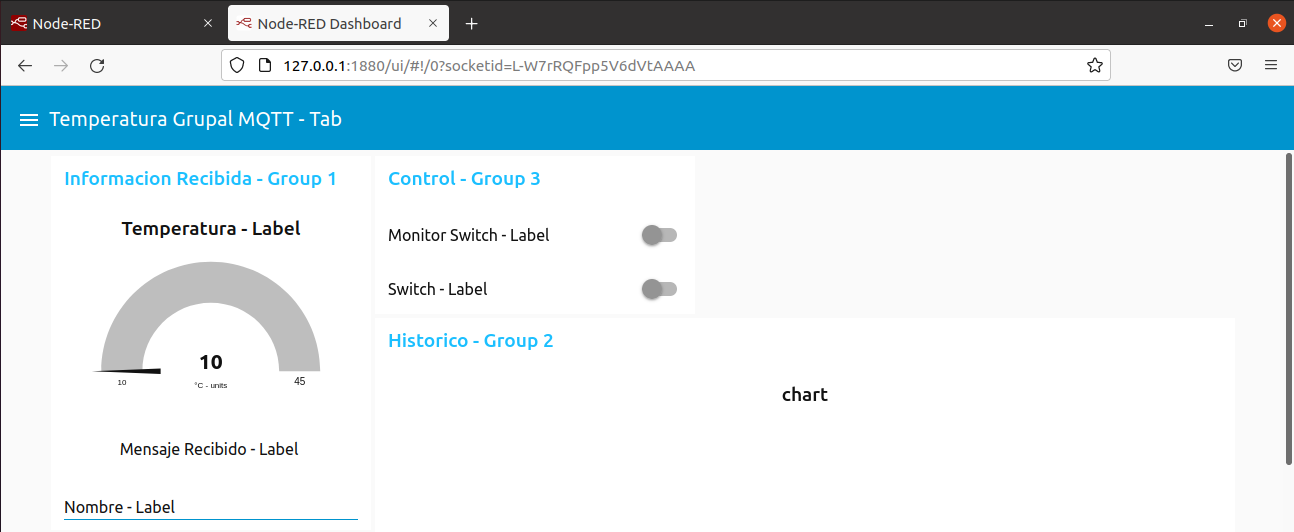 Node-RED
Node-RED Dashboard
127.0.0.1:1880/ui/#!/0?socketid=L-W7rRQFpp5V6dVtAAAA
Temperatura Grupal MQTT - Tab
Informacion Recibida - Group 1
Temperatura - Label
10
10
°C - units
45
Mensaje Recibido - Label
Nombre - Label
Control - Group 3
Monitor Switch - Label
Switch - Label
Historico - Group 2
chart